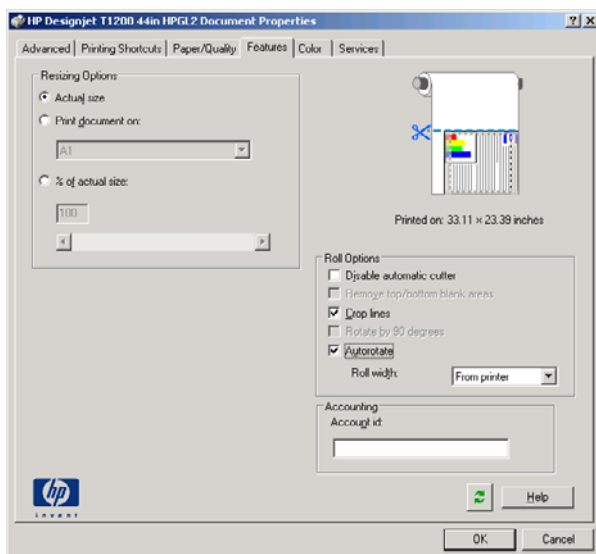 HP Designjet T1200 44in HPGL2 Document Properties
Advanced
Printing Shortcuts
Paper/Quality
Features
Color
Services
Resizing Options
Actual size
Print document on:
A1
% of actual size:
100
Printed on: 33.11 × 23.39 inches
Roll Options
Disable automatic cutter
Remove top/bottom blank areas
Crop lines
Rotate by 90 degrees
Autorotate
Roll width:
From printer
Accounting
Account id:
hp
invent
Help
OK
Cancel